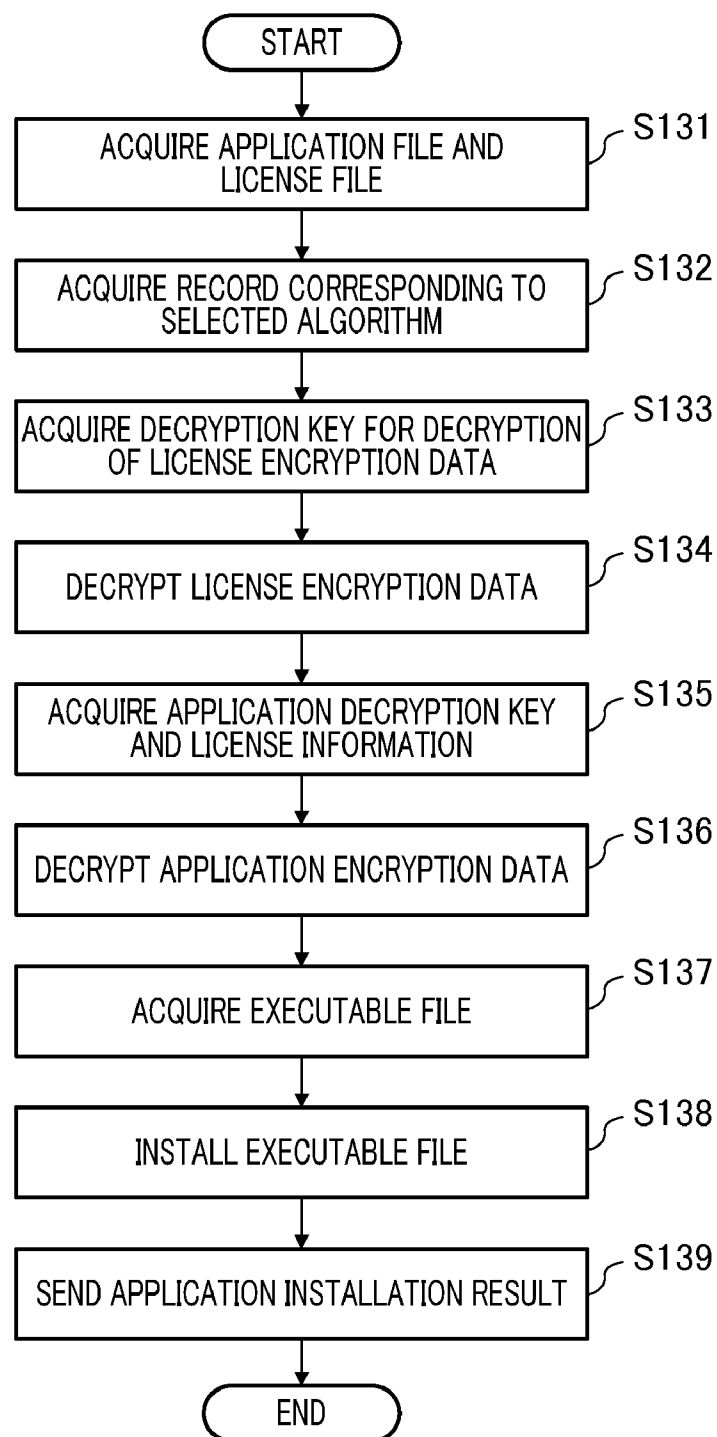 START
S131
ACQUIRE APPLICATION FILE AND
LICENSE FILE
S132
ACQUIRE RECORD CORRESPONDING TO
SELECTED ALGORITHM
S133
ACQUIRE DECRYPTION KEY FOR DECRYPTION
OF LICENSE ENCRYPTION DATA
S134
DECRYPT LICENSE ENCRYPTION DATA
S135
ACQUIRE APPLICATION DECRYPTION KEY
AND LICENSE INFORMATION
S136
DECRYPT APPLICATION ENCRYPTION DATA
S137
ACQUIRE EXECUTABLE FILE
S138
INSTALL EXECUTABLE FILE
S139
SEND APPLICATION INSTALLATION RESULT
END